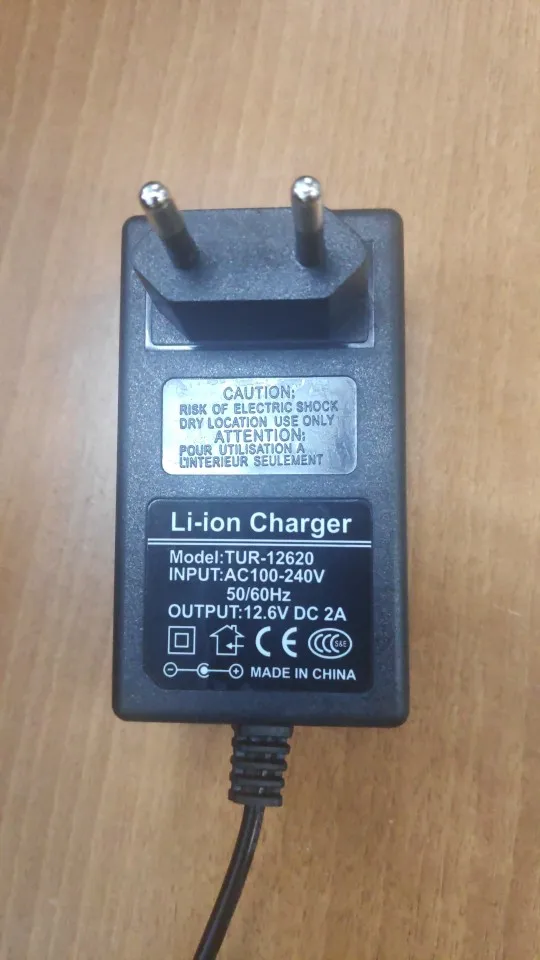 CAUTION:
RISK OF ELECTRIC SHOCK
DRY LOCATION USE ONLY
ATTENTION:
POUR UTILISATION A
L'INTERIEUR SEULEMENT
Li-ion Charger
Model:TUR-12620
INPUT:AC100-240V
50/60Hz
OUTPUT:12.6V DC 2A
CE CCC S&E
MADE IN CHINA